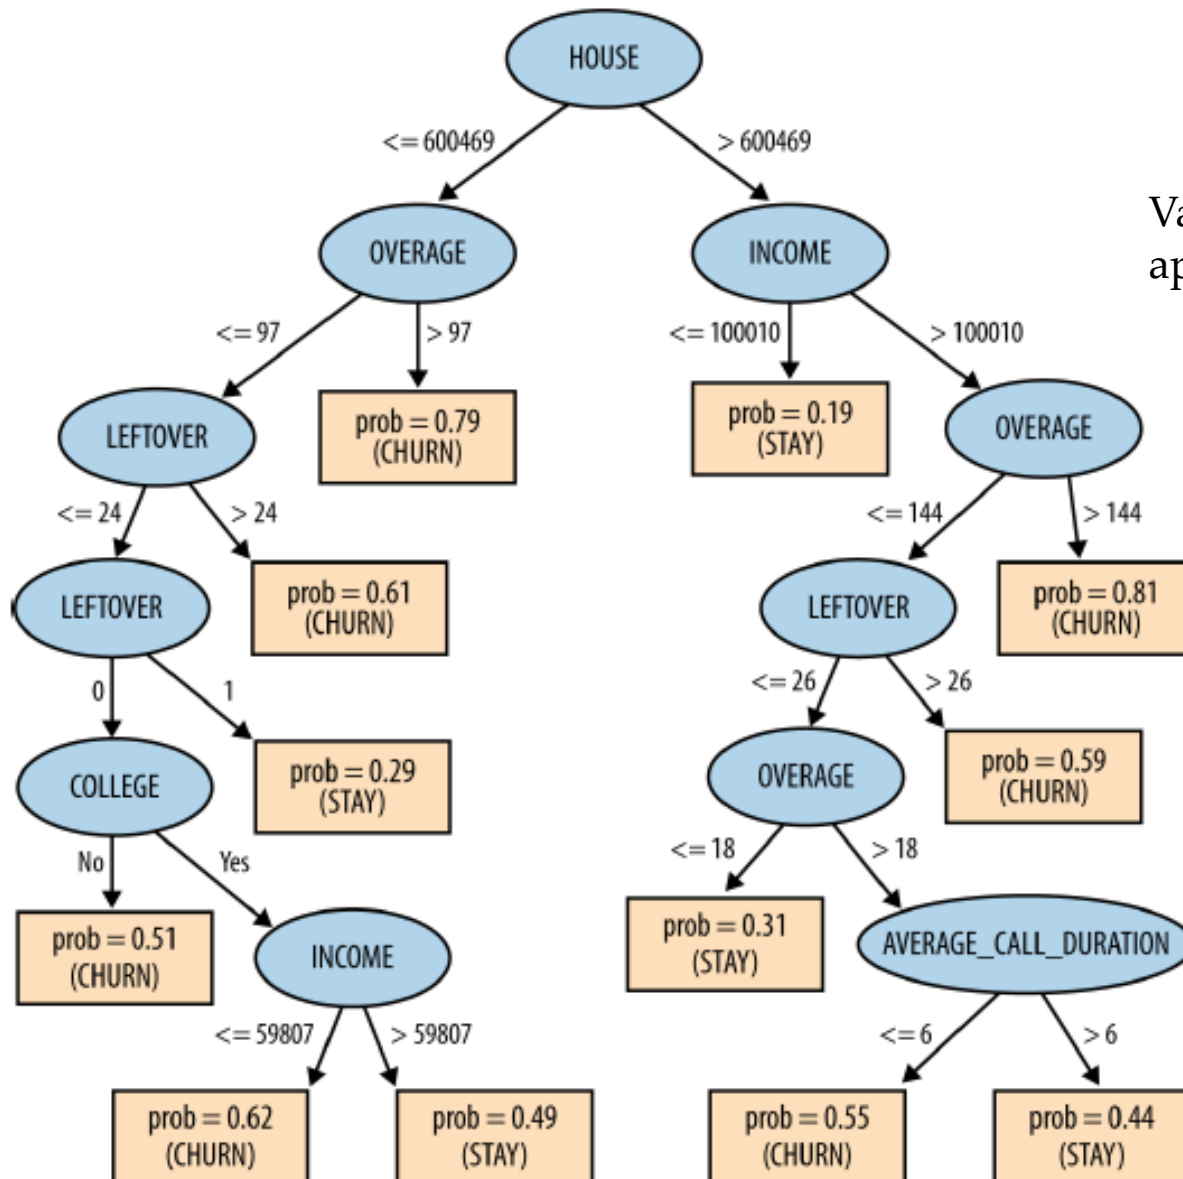 HOUSE
<= 600469
> 600469
Va
ap
OVERAGE
INCOME
<= 97
> 97
<= 100010
> 100010
LEFTOVER
prob = 0.79
(CHURN)
prob = 0.19
(STAY)
OVERAGE
<= 24
> 24
<= 144
> 144
LEFTOVER
prob = 0.61
(CHURN)
LEFTOVER
prob = 0.81
(CHURN)
0
1
<= 26
> 26
COLLEGE
prob = 0.29
(STAY)
OVERAGE
prob = 0.59
(CHURN)
No
Yes
<= 18
> 18
prob = 0.51
(CHURN)
INCOME
prob = 0.31
(STAY)
AVERAGE_CALL_DURATION
<= 59807
> 59807
<= 6
> 6
prob = 0.62
(CHURN)
prob = 0.49
(STAY)
prob = 0.55
(CHURN)
prob = 0.44
(STAY)